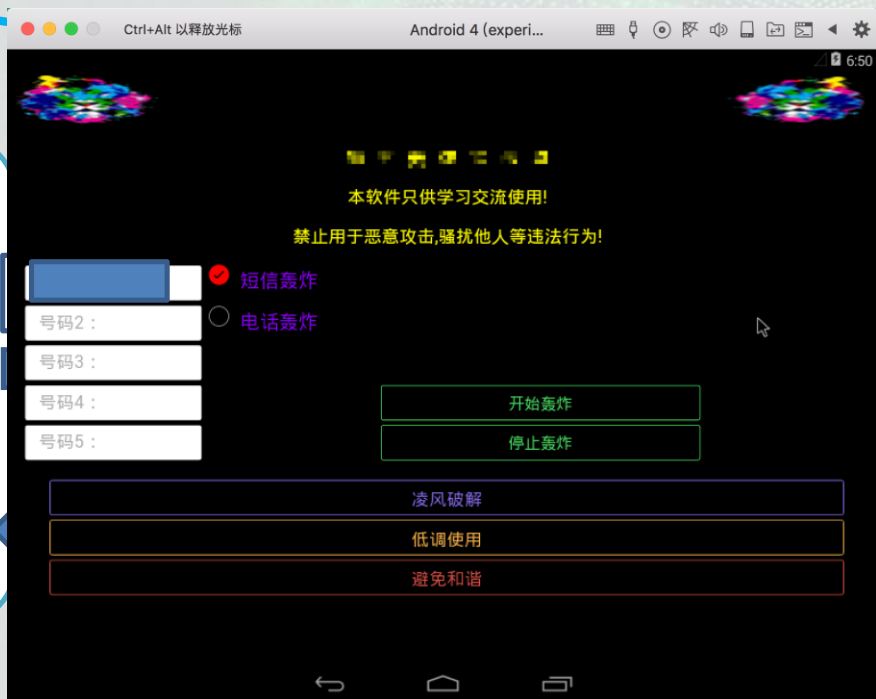 Ctrl+Alt 以释放光标
Android 4 (experi...
6:50
本软件只供学习交流使用!
禁止用于恶意攻击,骚扰他人等违法行为!
短信轰炸
号码2：
电话轰炸
号码3：
号码4：
开始轰炸
号码5：
停止轰炸
凌风破解
低调使用
避免和谐